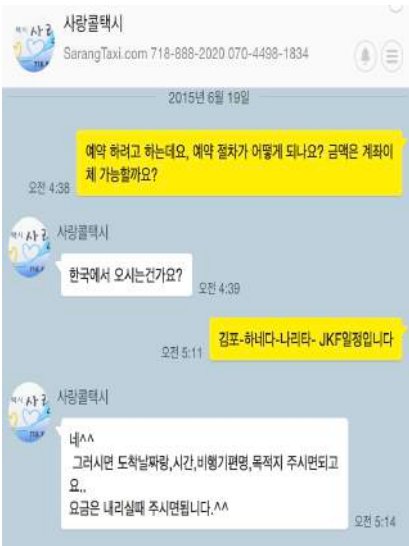 사랑콜택시
SarangTaxi.com 718-888-2020 070-4498-1834
2015년 6월 19일
예약 하려고 하는데요, 예약 절차가 어떻게 되나요? 금액은 계좌이
체 가능할까요?
오전 4:38
사랑콜택시
한국에서 오시는건가요?
오전 4:39
김포-하네다-나리타- JKF일정입니다
오전 5:11
사랑콜택시
네^^
그러시면 도착날짜랑,시간,비행기편명,목적지 주시면되고
요..
요금은 내리실때 주시면됩니다.^^
오전 5:14